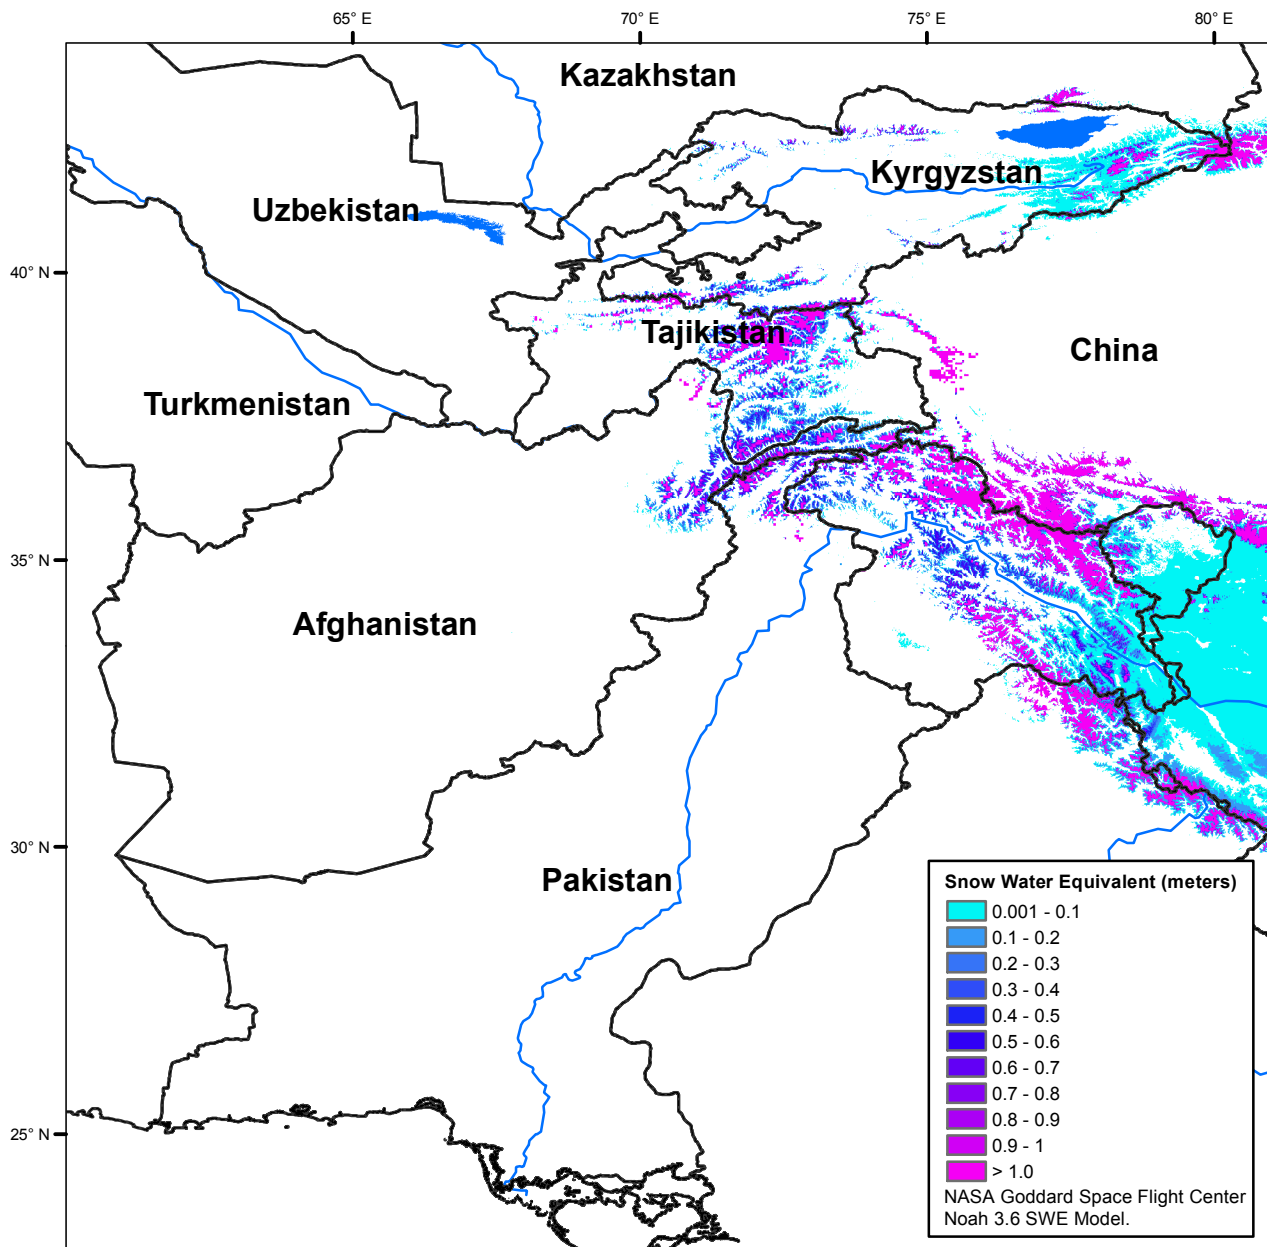 65° E
70° E
75° E
80° E
Kazakhstan
Kyrgyzstan
Uzbekistan
40° N
Tajikistan
China
Turkmenistan
35° N
Afghanistan
30° N
Pakistan
25° N
Snow Water Equivalent (meters)
0.001 - 0.1
0.1 - 0.2
0.2 - 0.3
0.3 - 0.4
0.4 - 0.5
0.5 - 0.6
0.6 - 0.7
0.7 - 0.8
0.8 - 0.9
0.9 - 1
> 1.0
NASA Goddard Space Flight Center
Noah 3.6 SWE Model.